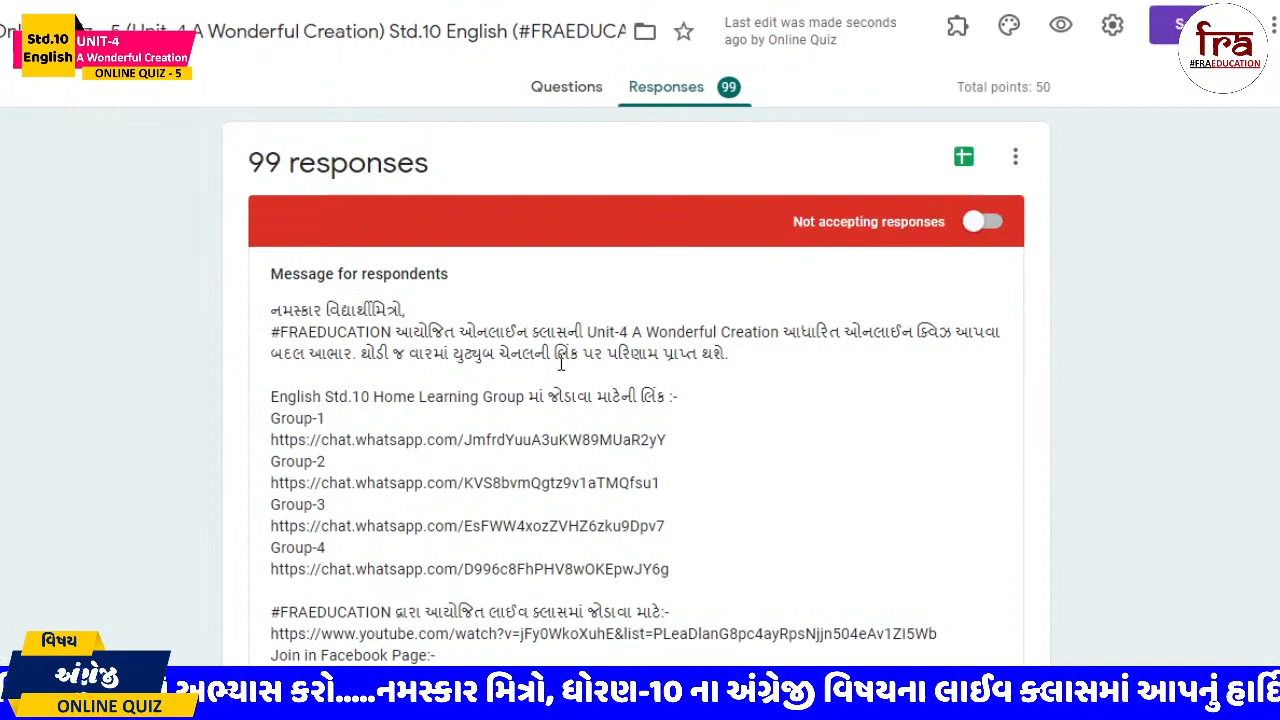 5 (Unit-4 A Wonderful Creation) Std.10 English (#FRAEDUCA
Last edit was made seconds
ago by Online Quiz
Std.10
English
UNIT-4
A Wonderful Creation
ONLINE QUIZ - 5
fra
#FRAEDUCATION
Questions
Responses 99
Total points: 50
99 responses
Not accepting responses
Message for respondents
નમસ્કાર વિદ્યાર્થીમિત્રો,
#FRAEDUCATION આયોજિત ઓનલાઈન ક્લાસની Unit-4 A Wonderful Creation આધારિત ઓનલાઈન ક્વિઝ આપવા
બદલ આભાર. થોડી જ વારમાં યુટ્યુબ ચેનલની લિંક પર પરિણામ પ્રાપ્ત થશે.
English Std.10 Home Learning Group માં જોડાવા માટેની લિંક :-
Group-1
https://chat.whatsapp.com/JmfrdYuuA3uKW89MUaR2yY
Group-2
https://chat.whatsapp.com/KVS8bvmQgtz9v1aTMQfsu1
Group-3
https://chat.whatsapp.com/EsFWW4xozZVHZ6zku9Dpv7
Group-4
https://chat.whatsapp.com/D996c8FhPHV8wOKEpwJY6g
#FRAEDUCATION દ્વારા આયોજિત લાઈવ ક્લાસમાં જોડાવા માટે:-
https://www.youtube.com/watch?v=jFy0WkoXuhE&list=PLeaDlanG8pc4ayRpsNjjn504eAv1ZI5Wb
Join in Facebook Page:-
વિષય
અંગ્રેજી
ONLINE QUIZ
અભ્યાસ કરો.....નમસ્કાર મિત્રો, ધોરણ-10 ના અંગ્રેજી વિષયના લાઈવ ક્લાસમાં આપનું હાર્દિ